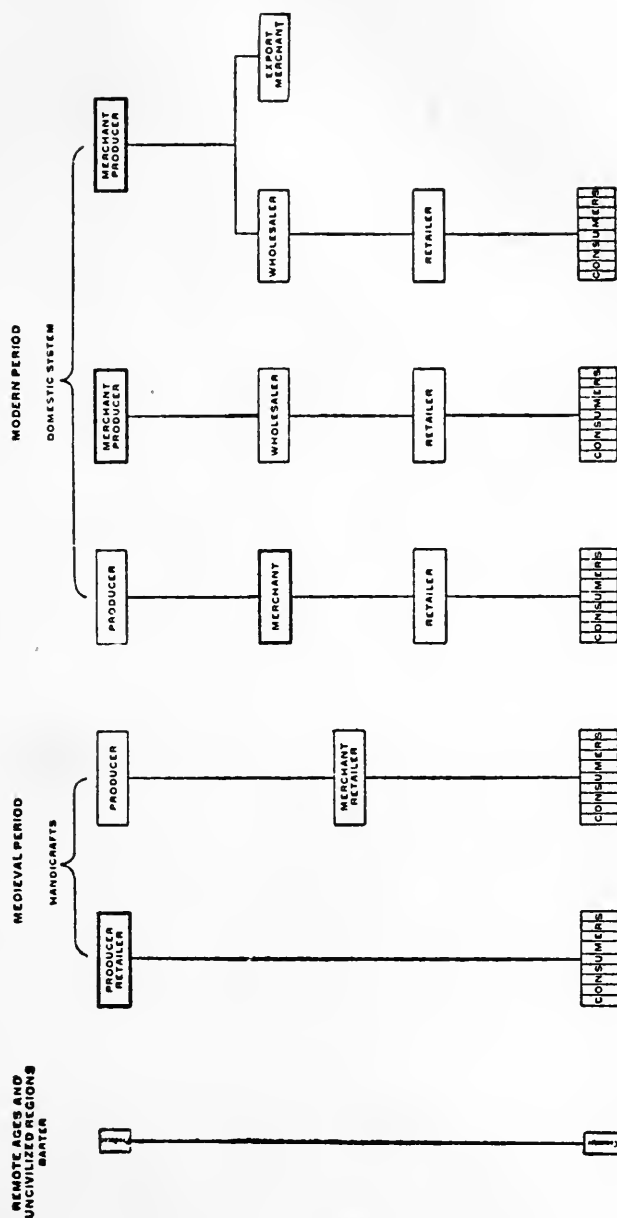 REMOTE AGES AND
UNCIVILIZED REGIONS
BARTER
MEDIEVAL PERIOD
HANDICRAFTS
PRODUCER
RETAILER
CONSUMERS
PRODUCER
MERCHANT
RETAILER
CONSUMERS
MODERN PERIOD
DOMESTIC SYSTEM
PRODUCER
MERCHANT
RETAILER
CONSUMERS
MERCHANT
PRODUCER
WHOLESALER
RETAILER
CONSUMERS
MERCHANT
PRODUCER
WHOLESALER
EXPORT
MERCHANT
RETAILER
CONSUMERS